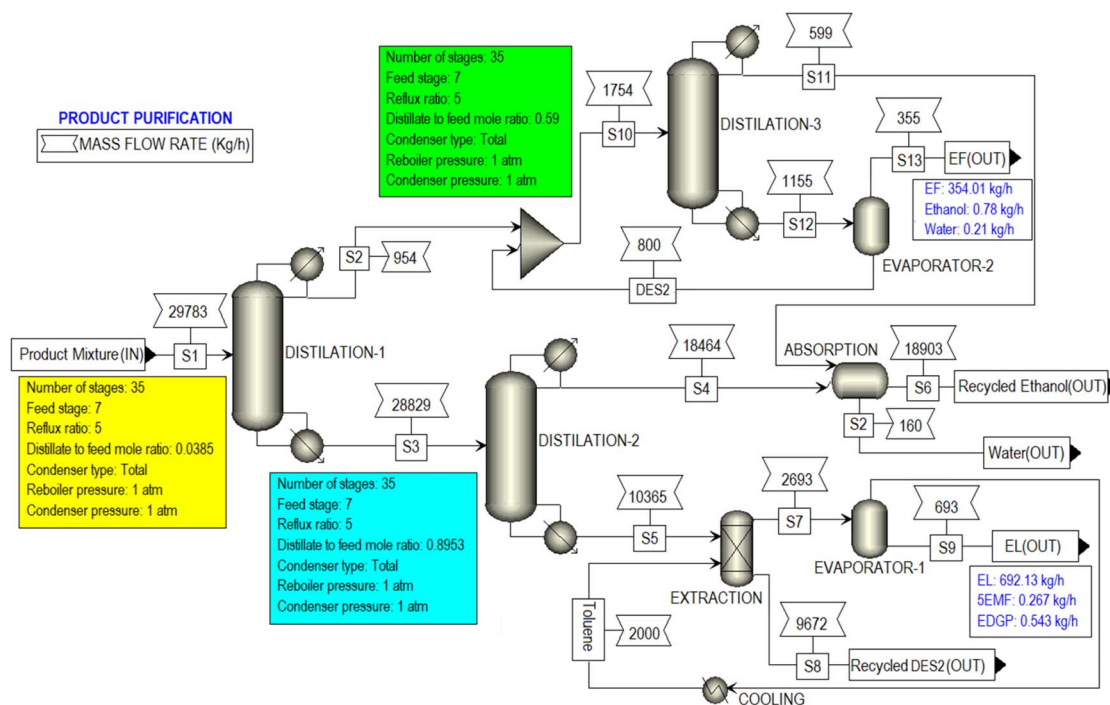 PRODUCT PURIFICATION
MASS FLOW RATE (Kg/h)
Number of stages: 35
Feed stage: 7
Reflux ratio: 5
Distillate to feed mole ratio: 0.59
Condenser type: Total
Reboiler pressure: 1 atm
Condenser pressure: 1 atm
1754
S10
DISTILATION-3
599
S11
355
S13
EF(OUT)
EF: 354.01 kg/h
Ethanol: 0.78 kg/h
Water: 0.21 kg/h
1155
S12
EVAPORATOR-2
800
DES2
S2
954
29783
Product Mixture(IN)
S1
DISTILATION-1
Number of stages: 35
Feed stage: 7
Reflux ratio: 5
Distillate to feed mole ratio: 0.0385
Condenser type: Total
Reboiler pressure: 1 atm
Condenser pressure: 1 atm
28829
S3
DISTILATION-2
18464
S4
ABSORPTION
18903
S6
Recycled Ethanol(OUT)
S2
160
Water(OUT)
Number of stages: 35
Feed stage: 7
Reflux ratio: 5
Distillate to feed mole ratio: 0.8953
Condenser type: Total
Reboiler pressure: 1 atm
Condenser pressure: 1 atm
10365
S5
EXTRACTION
2693
S7
EVAPORATOR-1
693
S9
EL(OUT)
EL: 692.13 kg/h
5EMF: 0.267 kg/h
EDGP: 0.543 kg/h
Toluene
2000
9672
S8
Recycled DES2(OUT)
COOLING